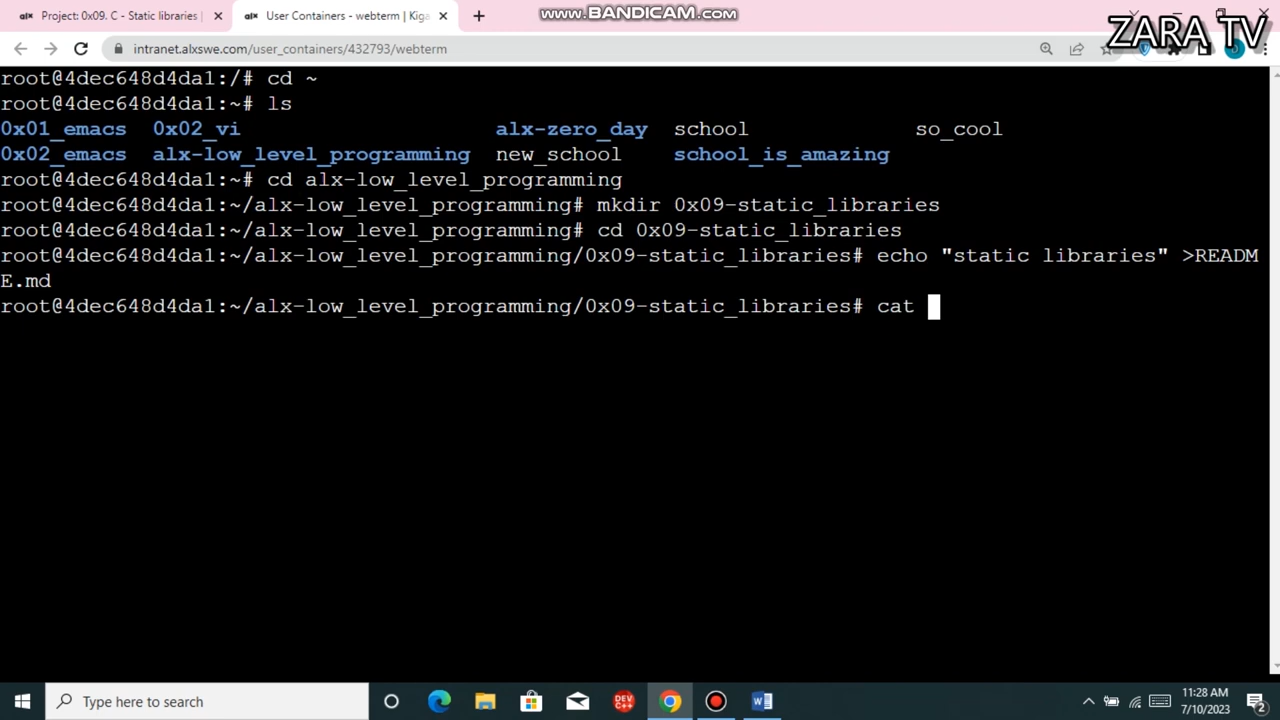 Project: 0x09. C - Static libraries |
User Containers - webterm | Kiga
www.BANDICAM.com
ZARA TV
intranet.alxswe.com/user_containers/432793/webterm
root@4dec648d4da1:/# cd ~
root@4dec648d4da1:~# ls
0x01_emacs 0x02_vi alx-zero_day school so_cool
0x02_emacs alx-low_level_programming new_school school_is_amazing
root@4dec648d4da1:~# cd alx-low_level_programming
root@4dec648d4da1:~/alx-low_level_programming# mkdir 0x09-static_libraries
root@4dec648d4da1:~/alx-low_level_programming# cd 0x09-static_libraries
root@4dec648d4da1:~/alx-low_level_programming/0x09-static_libraries# echo "static libraries" >READM
E.md
root@4dec648d4da1:~/alx-low_level_programming/0x09-static_libraries# cat
Type here to search
DEV C++
11:28 AM
7/10/2023
2